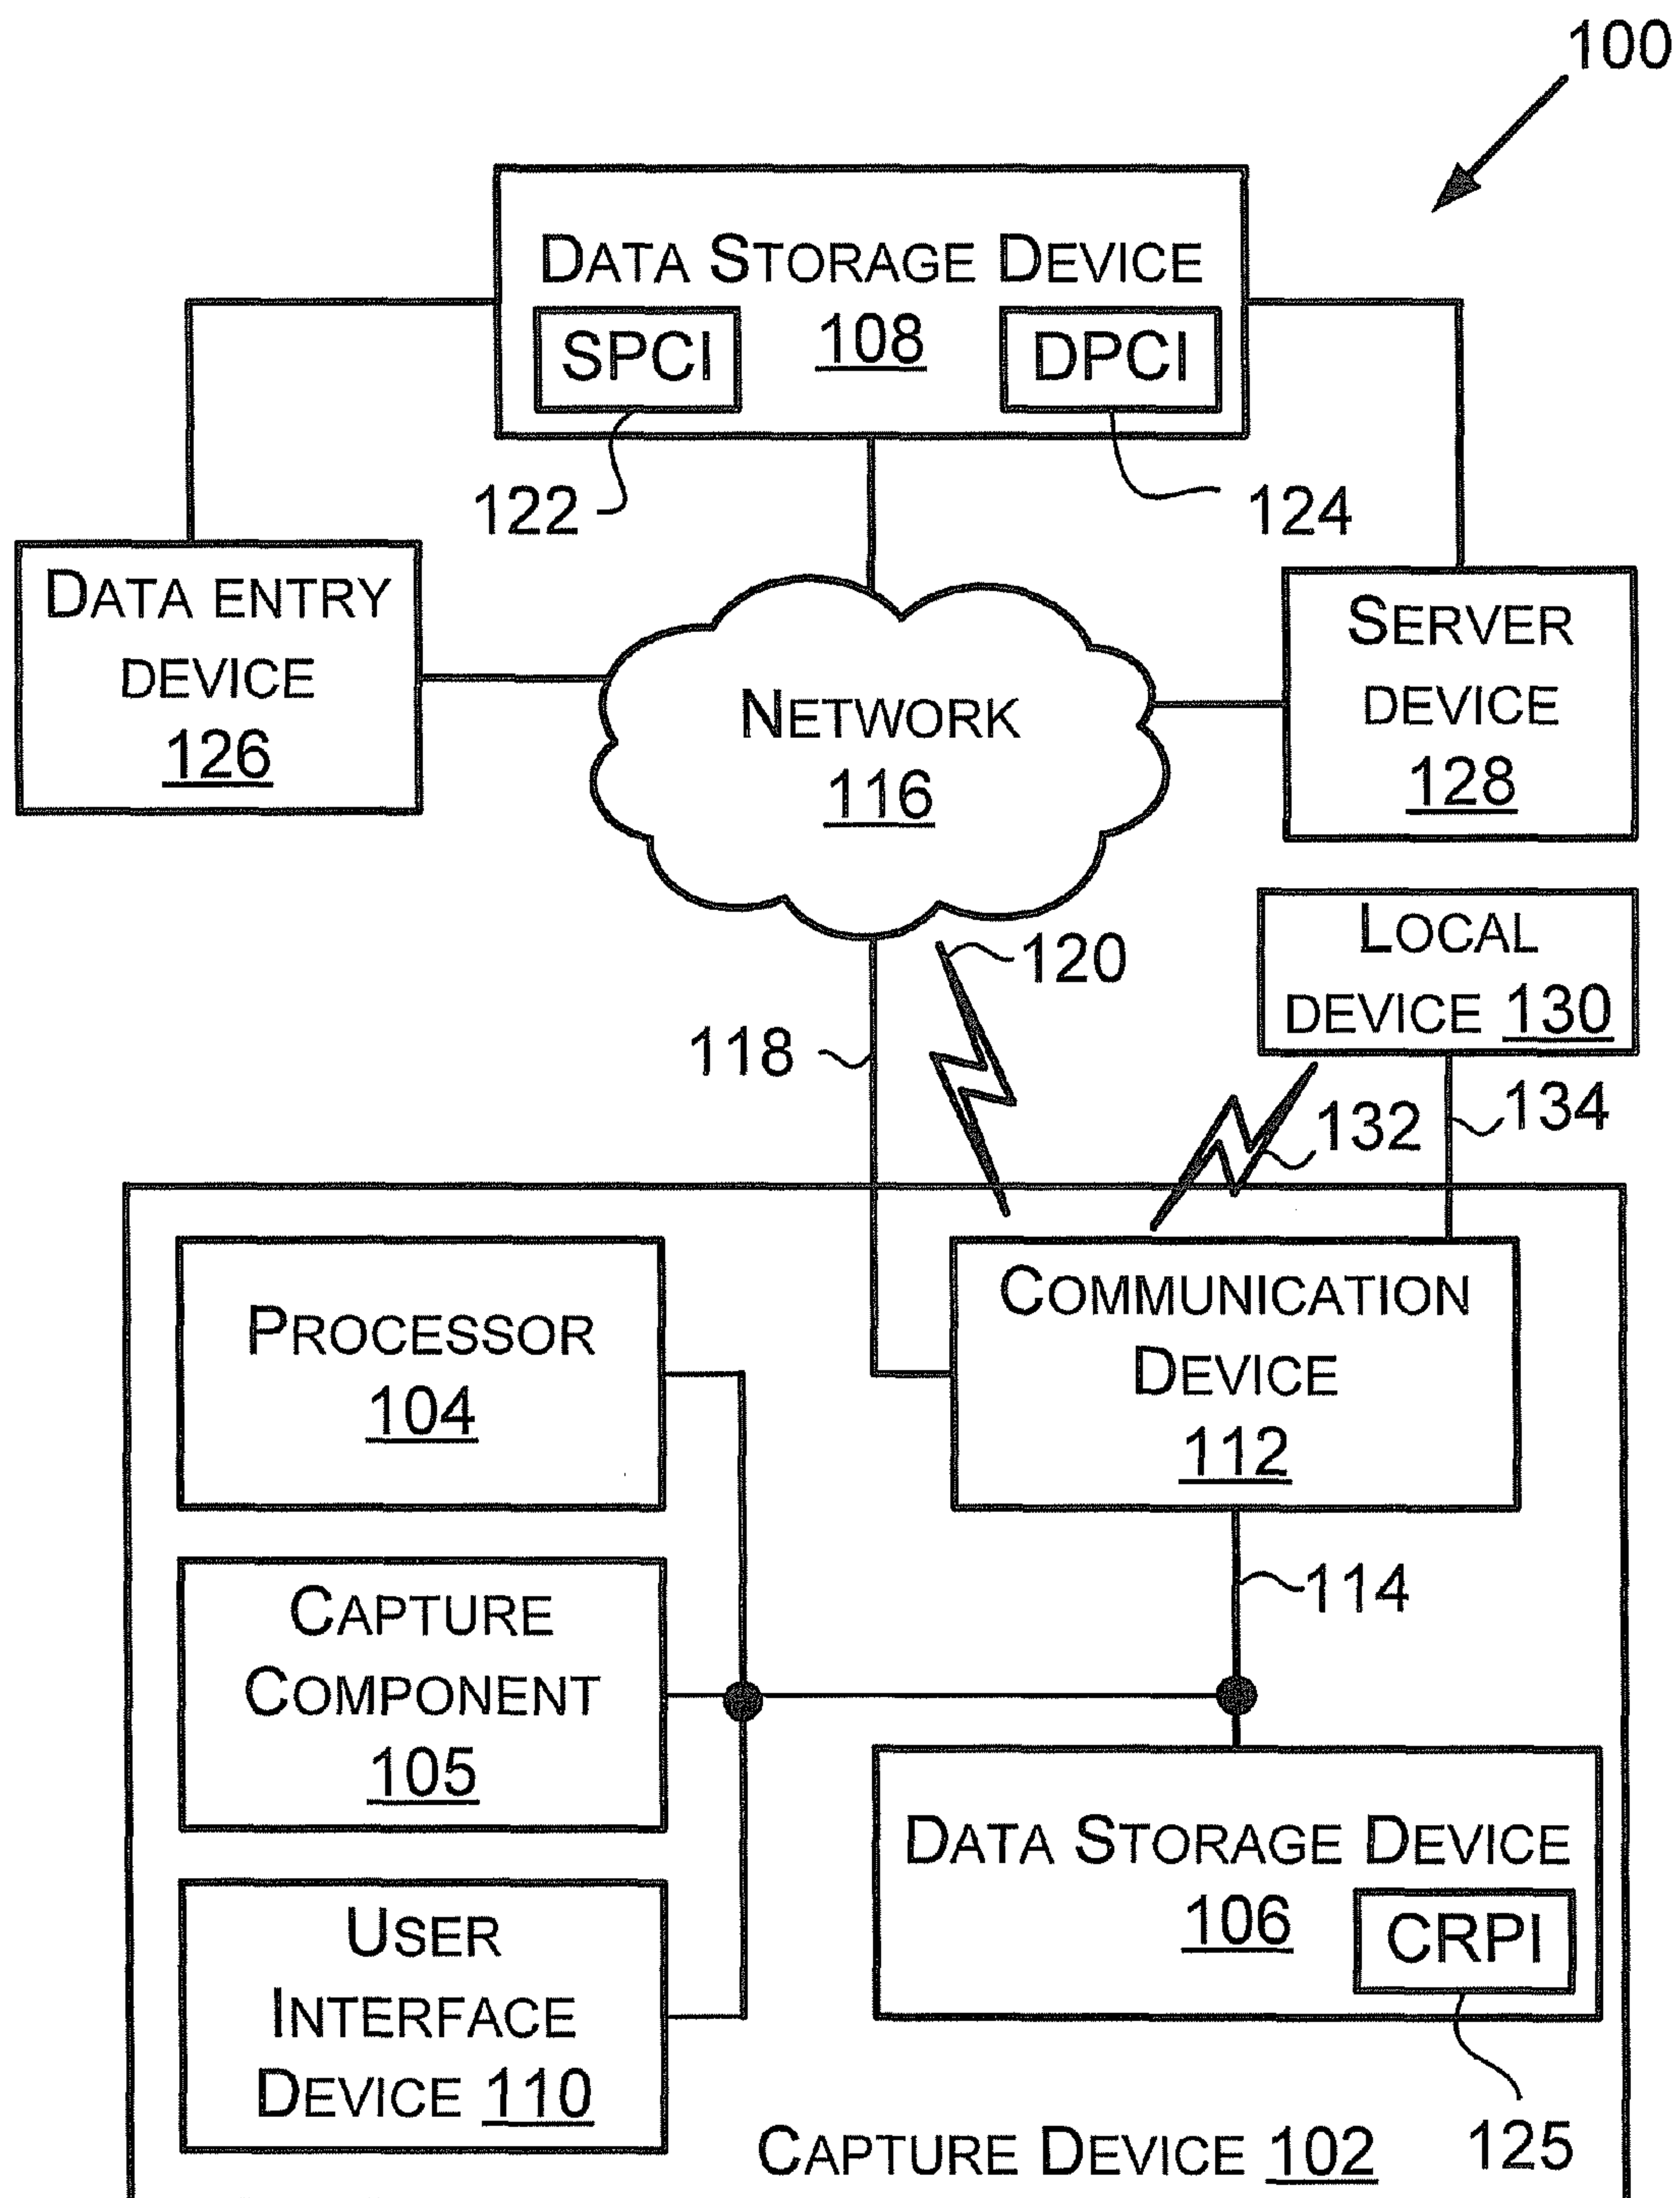 100
DATA STORAGE DEVICE
108
SPCI
DPCI
122
124
DATA ENTRY
DEVICE
126
NETWORK
116
SERVER
DEVICE
128
LOCAL
DEVICE 130
120
118
132
134
PROCESSOR
104
COMMUNICATION
DEVICE
112
CAPTURE
COMPONENT
105
114
DATA STORAGE DEVICE
106
CRPI
USER
INTERFACE
DEVICE 110
CAPTURE DEVICE 102
125